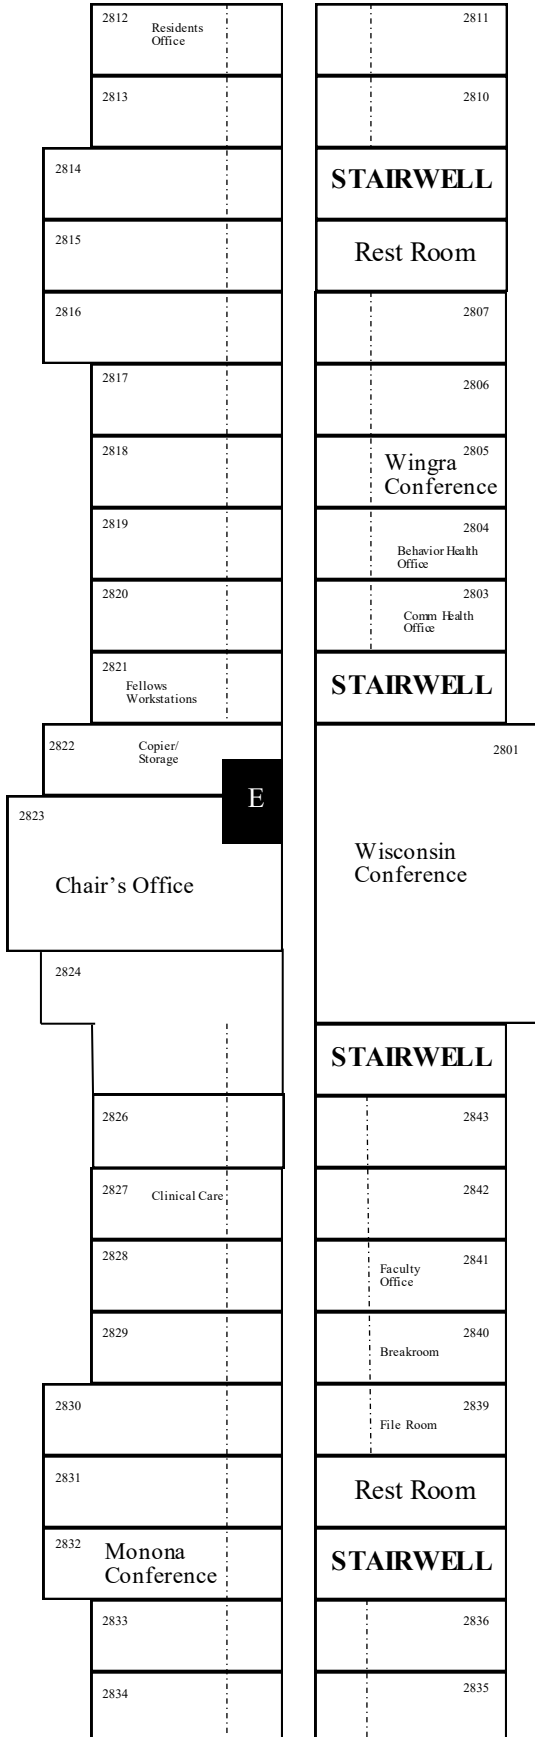 2812
Residents
Office
2811
2813
2810
2814
STAIRWELL
2815
Rest Room
2816
2807
2817
2806
2818
2805
Wingra
Conference
2819
2804
Behavior Health
Office
2820
2803
Comm Health
Office
2821
Fellows
Workstations
STAIRWELL
2822
Copier/
Storage
2801
E
2823
Wisconsin
Conference
Chair's Office
2824
STAIRWELL
2826
2843
2827
Clinical Care
2842
2828
2841
Faculty
Office
2829
2840
Breakroom
2830
2839
File Room
2831
Rest Room
2832
Monona
Conference
STAIRWELL
2833
2836
2834
2835